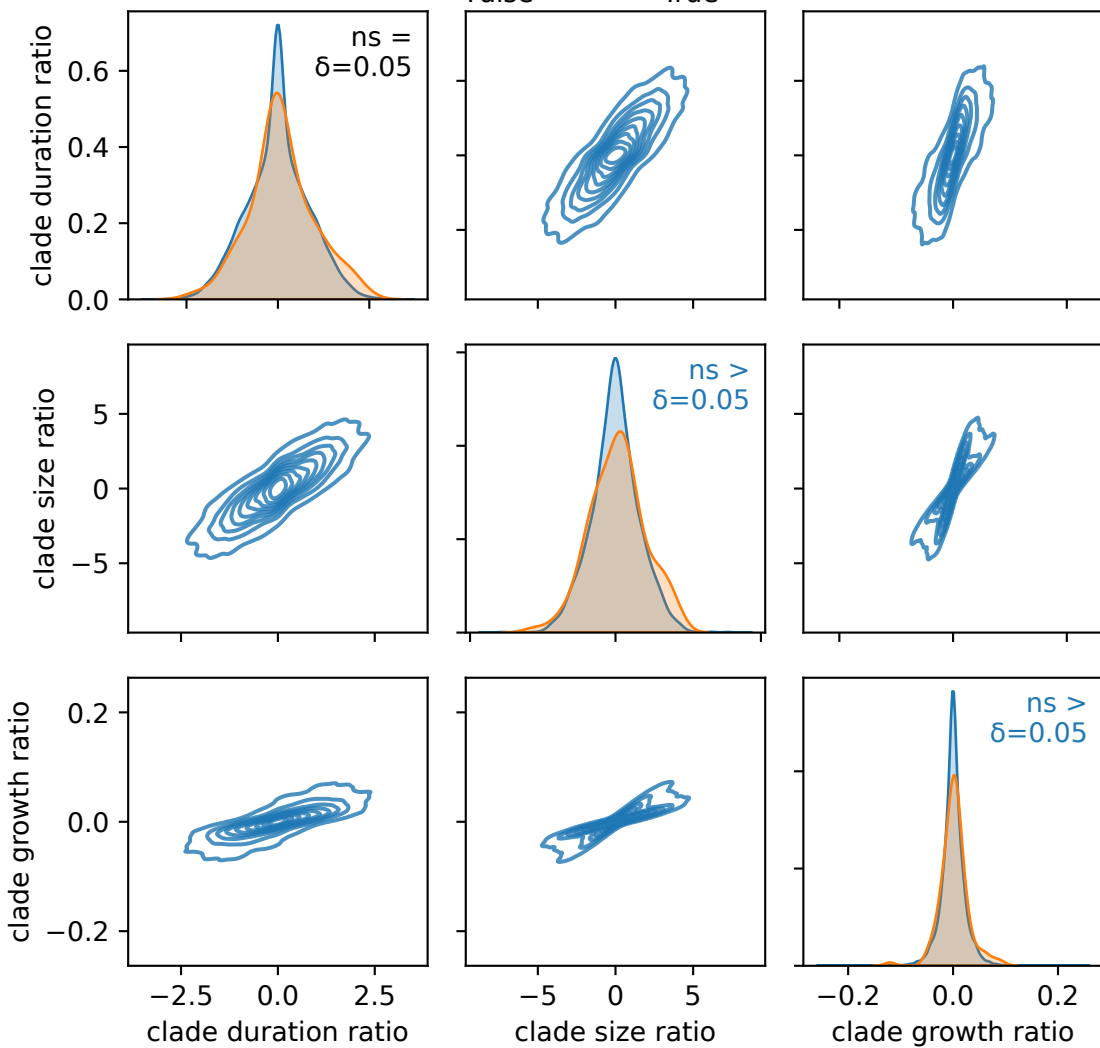 clade duration ratio
0.6
0.4
0.2
0.0
ns =
δ=0.05
clade size ratio
5
0
−5
ns >
δ=0.05
clade growth ratio
0.2
0.0
−0.2
ns >
δ=0.05
−2.5 0.0 2.5
−5 0 5
−0.2 0.0 0.2
clade duration ratio
clade size ratio
clade growth ratio